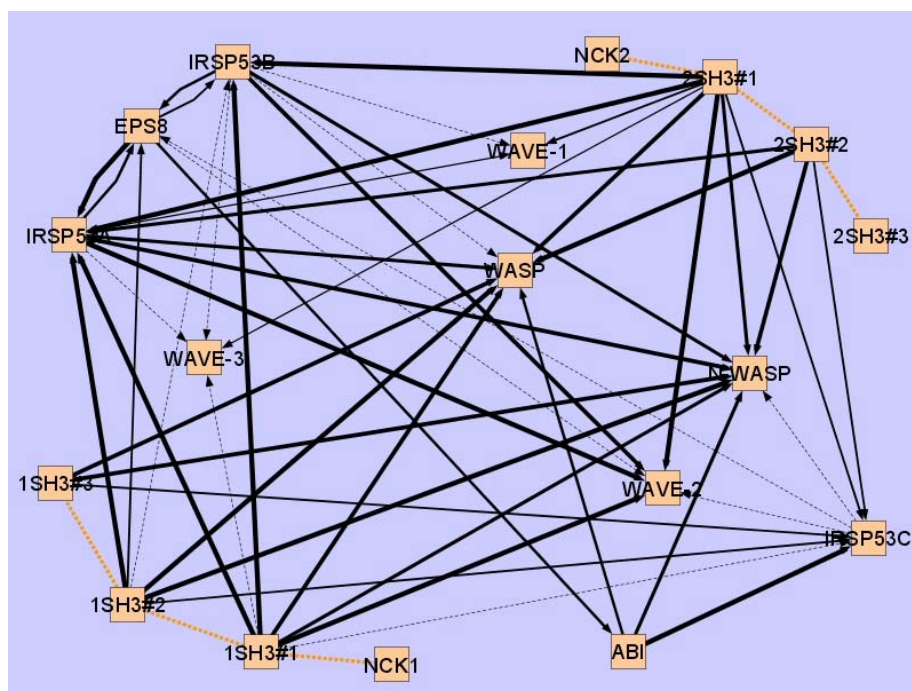 IRSP53B
NCK2
2SH3#1
EPS8
WAVE-1
2SH3#2
IRSP53A
2SH3#3
WASP
WAVE-3
N-WASP
1SH3#3
WAVE-2
IRSP53C
1SH3#2
1SH3#1
ABI
NCK1